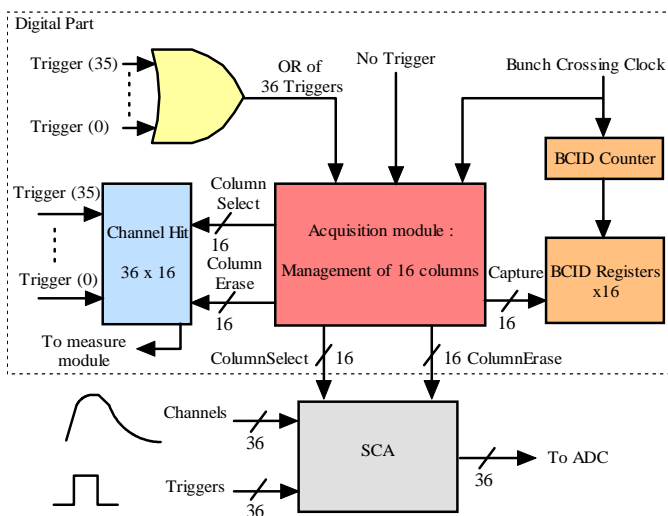 Digital Part
Trigger (35)
Trigger (0)
OR of
36 Triggers
No Trigger
Bunch Crossing Clock
BCID Counter
Trigger (35)
Trigger (0)
Channel Hit
36 x 16
Column
Select
16
Column
Erase
16
Acquisition module :
Management of 16 columns
Capture
16
BCID Registers
x16
To measure
module
ColumnSelect
16
16
ColumnErase
Channels
36
Triggers
36
SCA
36
To ADC